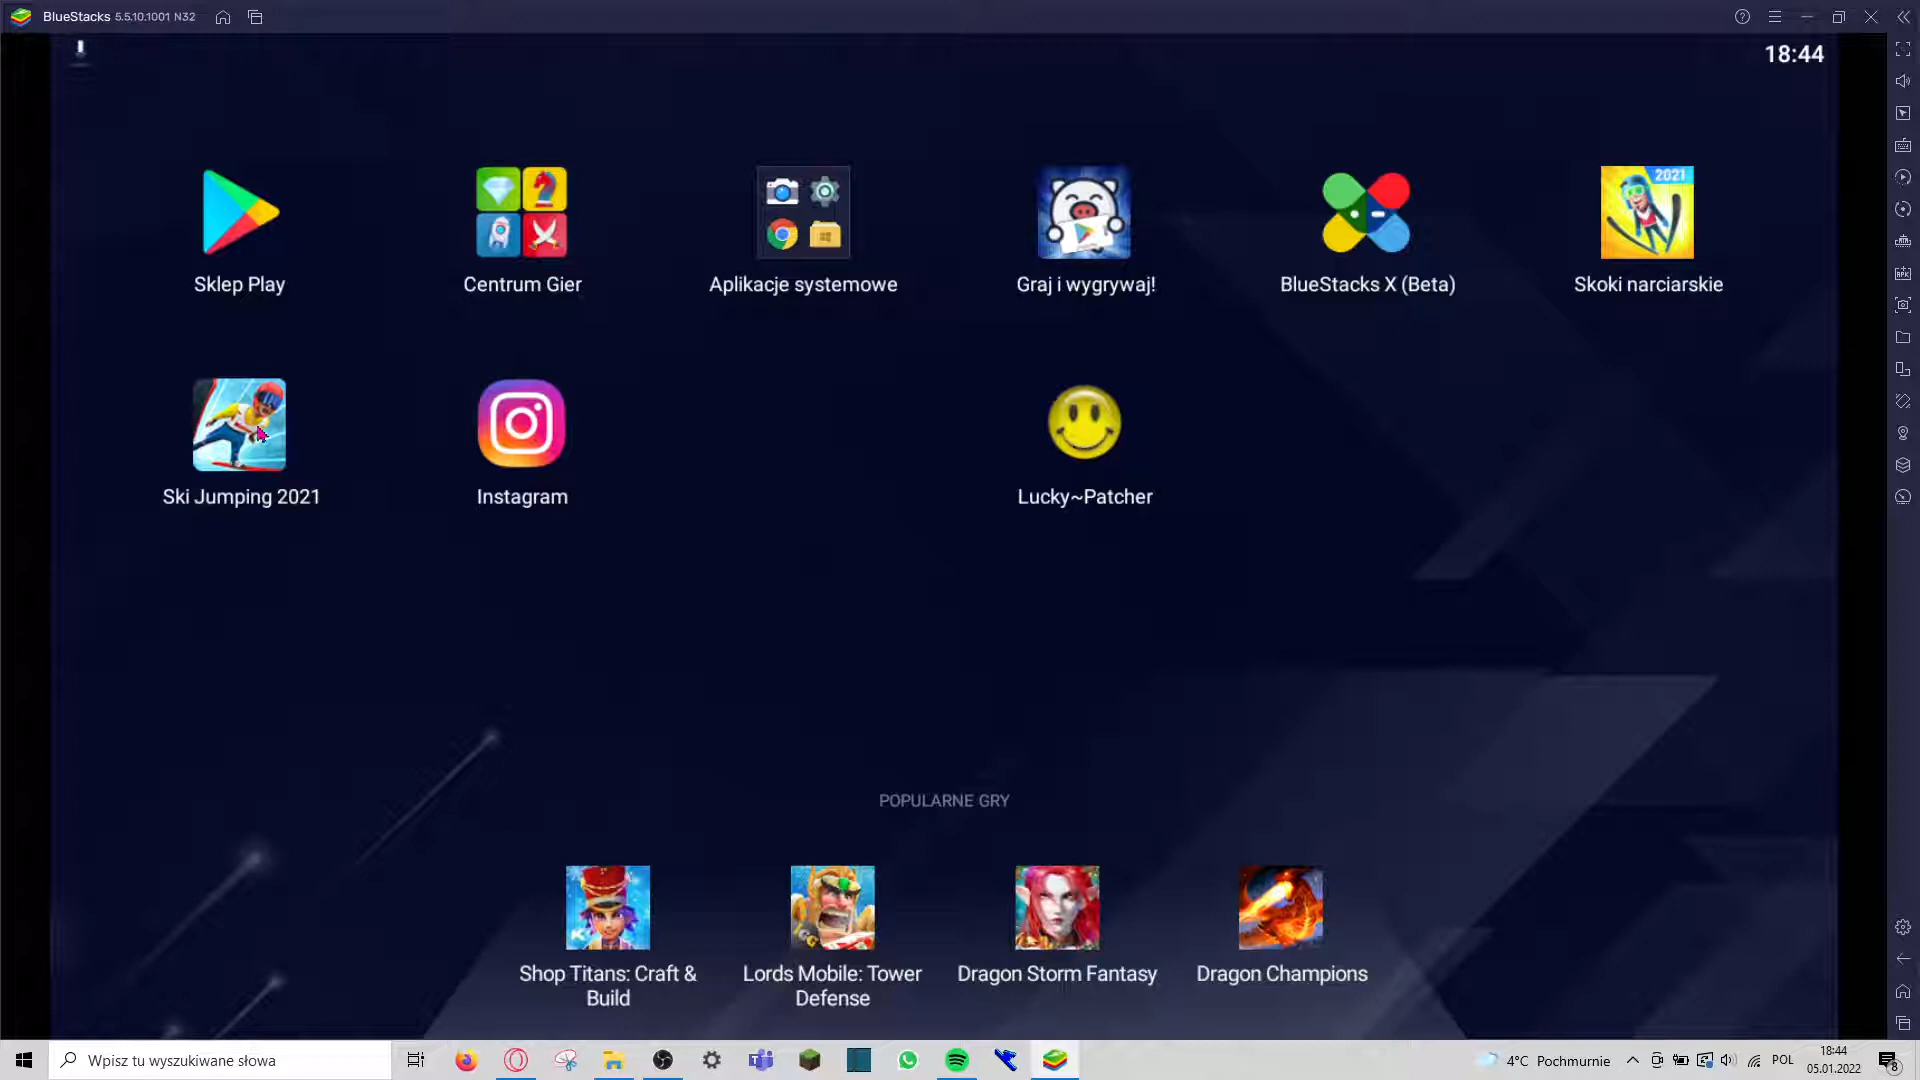 BlueStacks 5.5.10.1001 N32
18:44
2021
Sklep Play
Centrum Gier
Aplikacje systemowe
Graj i wygrywaj!
BlueStacks X (Beta)
Skoki narciarskie
Ski Jumping 2021
Instagram
Lucky~Patcher
POPULARNE GRY
Shop Titans: Craft &
Build
Lords Mobile: Tower
Defense
Dragon Storm Fantasy
Dragon Champions
Wpisz tu wyszukiwane słowa
4°C Pochmurnie
POL
18:44
05.01.2022
8